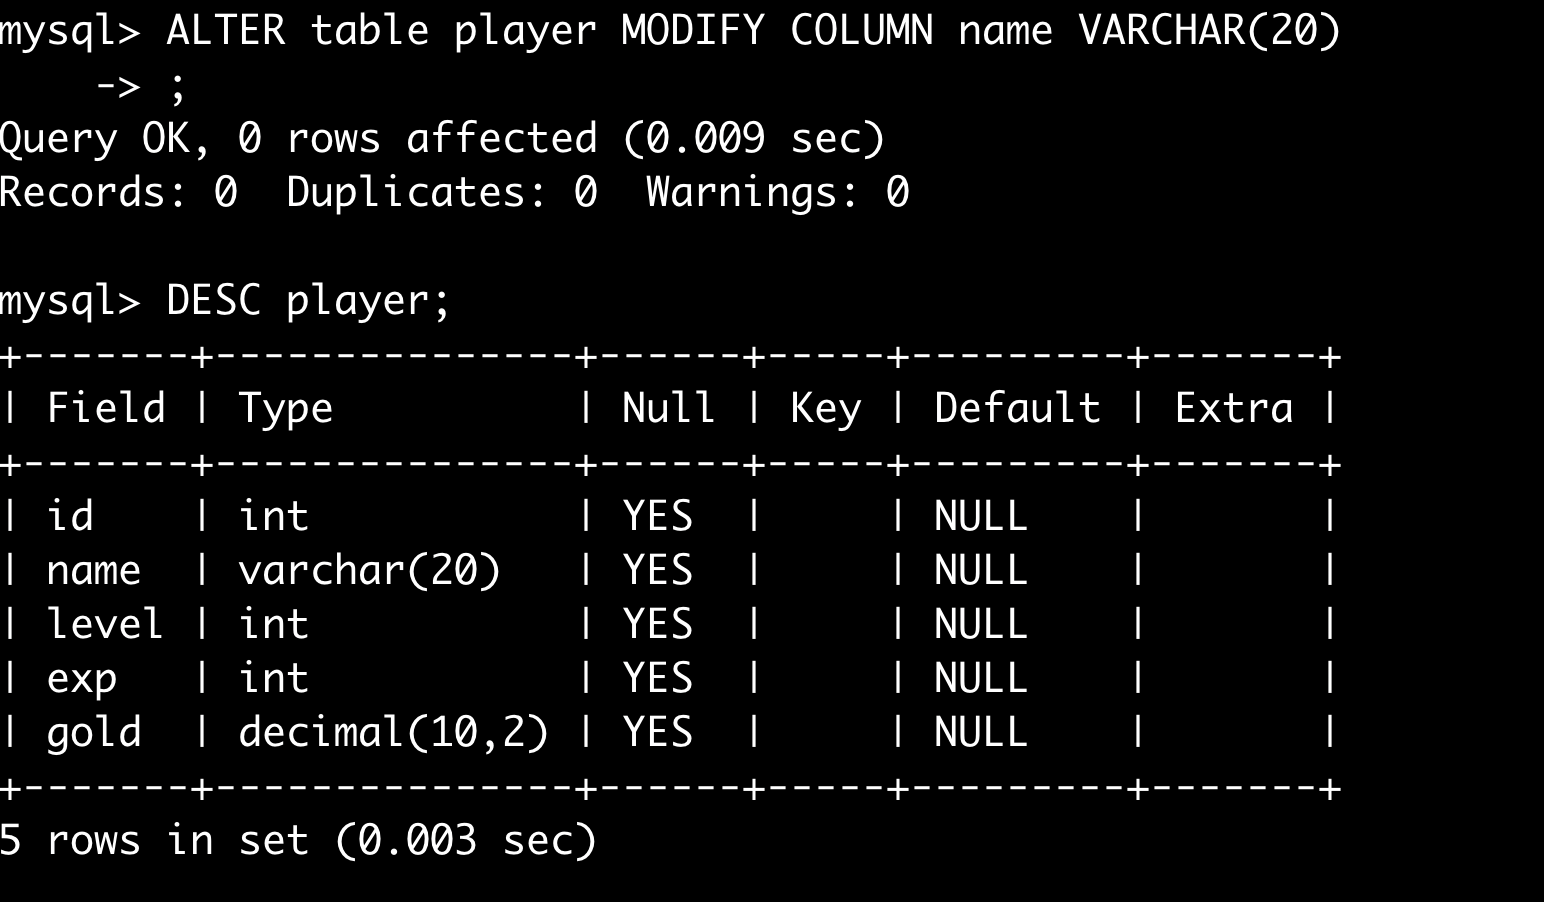 mysql> ALTER table player MODIFY COLUMN name VARCHAR(20)
    -> ;
Query OK, 0 rows affected (0.009 sec)
Records: 0  Duplicates: 0  Warnings: 0

mysql> DESC player;
+-------+---------------+------+-----+---------+-------+
| Field | Type          | Null | Key | Default | Extra |
+-------+---------------+------+-----+---------+-------+
| id    | int           | YES  |     | NULL    |       |
| name  | varchar(20)   | YES  |     | NULL    |       |
| level | int           | YES  |     | NULL    |       |
| exp   | int           | YES  |     | NULL    |       |
| gold  | decimal(10,2) | YES  |     | NULL    |       |
+-------+---------------+------+-----+---------+-------+
5 rows in set (0.003 sec)